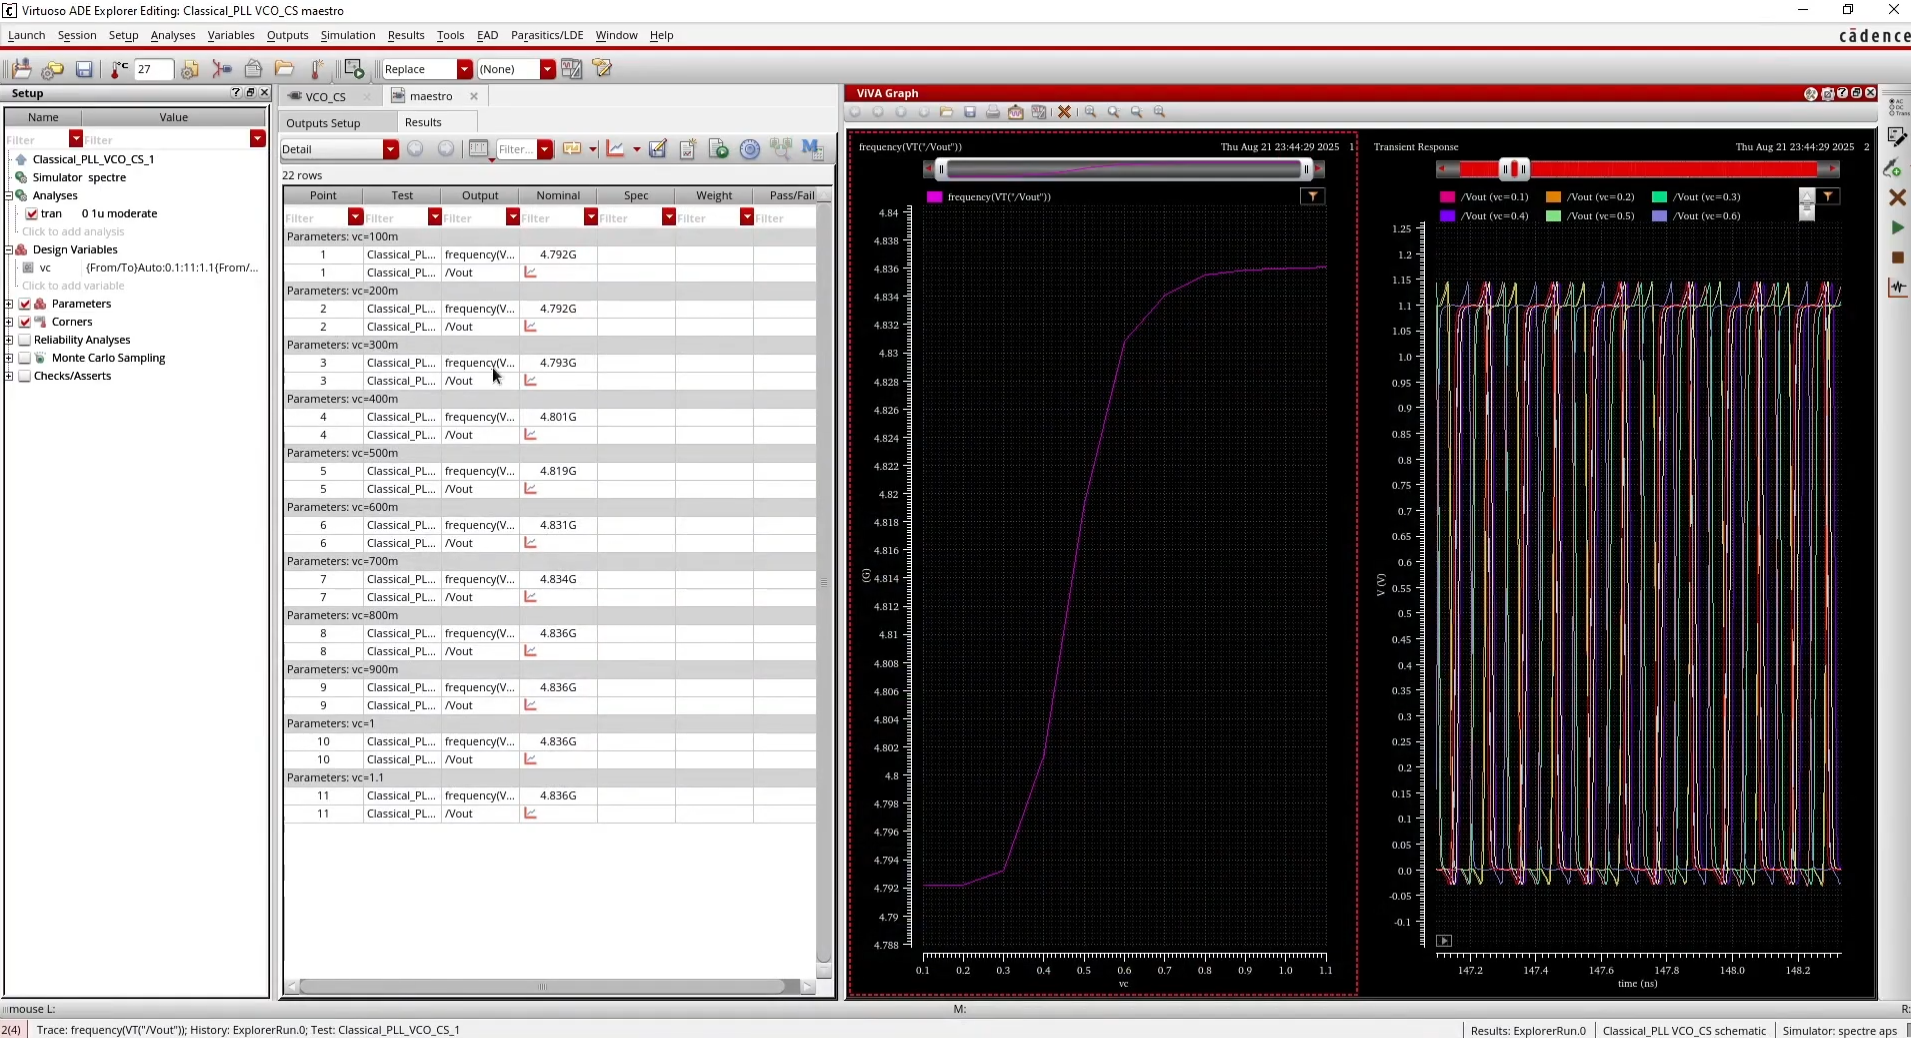 Virtuoso ADE Explorer Editing: Classical_PLL VCO_CS maestro
Launch Session Setup Analyses Variables Outputs Simulation Results Tools EAD Parasitics/LDE Window Help
cādence
°C 27 Replace (None)
Setup
Name Value
Filter Filter
Classical_PLL_VCO_CS_1
Simulator spectre
Analyses
tran 0 1u moderate
Click to add analysis
Design Variables
vc {From/To}Auto:0.1:11:1.1{From/...
Click to add variable
Parameters
Corners
Reliability Analyses
Monte Carlo Sampling
Checks/Asserts
VCO_CS maestro
Outputs Setup Results
Detail Filter...
22 rows
Point Test Output Nominal Spec Weight Pass/Fail
Filter Filter Filter Filter Filter Filter Filter
Parameters: vc=100m
1 Classical_PL... frequency(V... 4.792G
1 Classical_PL... /Vout
Parameters: vc=200m
2 Classical_PL... frequency(V... 4.792G
2 Classical_PL... /Vout
Parameters: vc=300m
3 Classical_PL... frequency(V... 4.793G
3 Classical_PL... /Vout
Parameters: vc=400m
4 Classical_PL... frequency(V... 4.801G
4 Classical_PL... /Vout
Parameters: vc=500m
5 Classical_PL... frequency(V... 4.819G
5 Classical_PL... /Vout
Parameters: vc=600m
6 Classical_PL... frequency(V... 4.831G
6 Classical_PL... /Vout
Parameters: vc=700m
7 Classical_PL... frequency(V... 4.834G
7 Classical_PL... /Vout
Parameters: vc=800m
8 Classical_PL... frequency(V... 4.836G
8 Classical_PL... /Vout
Parameters: vc=900m
9 Classical_PL... frequency(V... 4.836G
9 Classical_PL... /Vout
Parameters: vc=1
10 Classical_PL... frequency(V... 4.836G
10 Classical_PL... /Vout
Parameters: vc=1.1
11 Classical_PL... frequency(V... 4.836G
11 Classical_PL... /Vout
ViVA Graph
frequency(VT("/Vout")) Thu Aug 21 23:44:29 2025 1
frequency(VT("/Vout"))
4.84
4.838
4.836
4.834
4.832
4.83
4.828
4.826
4.824
4.822
4.82
4.818
4.816
4.814
4.812
4.81
4.808
4.806
4.804
4.802
4.8
4.798
4.796
4.794
4.792
4.79
4.788
(G)
0.1 0.2 0.3 0.4 0.5 0.6 0.7 0.8 0.9 1.0 1.1
vc
Transient Response Thu Aug 21 23:44:29 2025 2
/Vout (vc=0.1) /Vout (vc=0.2) /Vout (vc=0.3)
/Vout (vc=0.4) /Vout (vc=0.5) /Vout (vc=0.6)
1.25
1.2
1.15
1.1
1.05
1.0
0.95
0.9
0.85
0.8
0.75
0.7
0.65
0.6
0.55
0.5
0.45
0.4
0.35
0.3
0.25
0.2
0.15
0.1
0.05
0.0
-0.05
-0.1
V (V)
147.2 147.4 147.6 147.8 148.0 148.2
time (ns)
mouse L: M: R:
2(4) Trace: frequency(VT("/Vout")); History: ExplorerRun.0; Test: Classical_PLL_VCO_CS_1
Results: ExplorerRun.0 Classical_PLL VCO_CS schematic Simulator: spectre aps